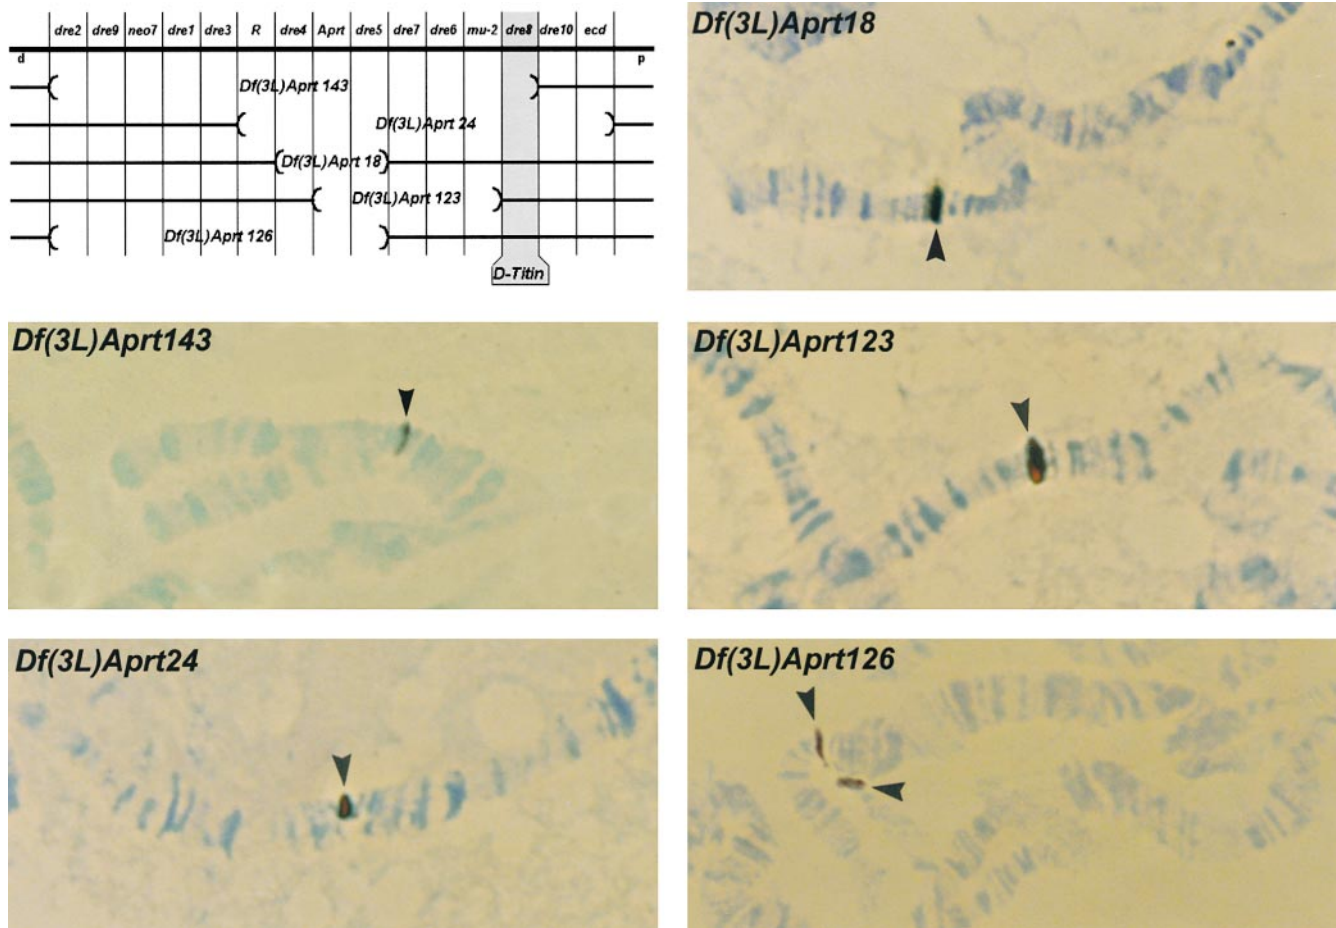 dre2 dre9 neo7 dre1 dre3 R dre4 Aprt dre5 dre7 dre6 mu-2 dre8 dre10 ecd
d p
Df(3L)Aprt 143
Df(3L)Aprt 24
Df(3L)Aprt 18
Df(3L)Aprt 123
Df(3L)Aprt 126
D-Titin
Df(3L)Aprt18
Df(3L)Aprt143
Df(3L)Aprt123
Df(3L)Aprt24
Df(3L)Aprt126